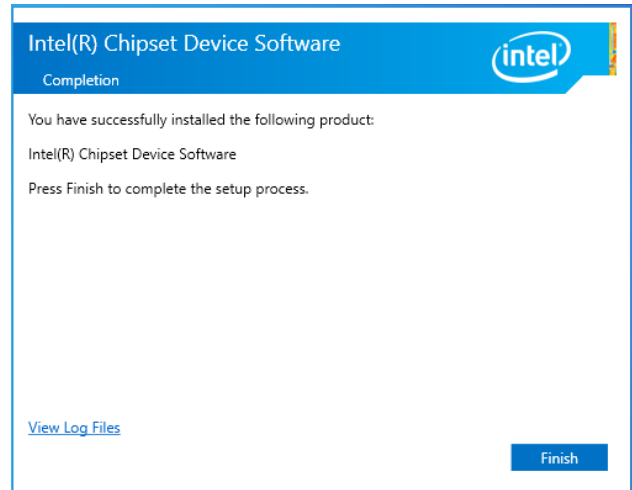 Intel(R) Chipset Device Software
intel
Completion
You have successfully installed the following product:
Intel(R) Chipset Device Software
Press Finish to complete the setup process.
View Log Files
Finish